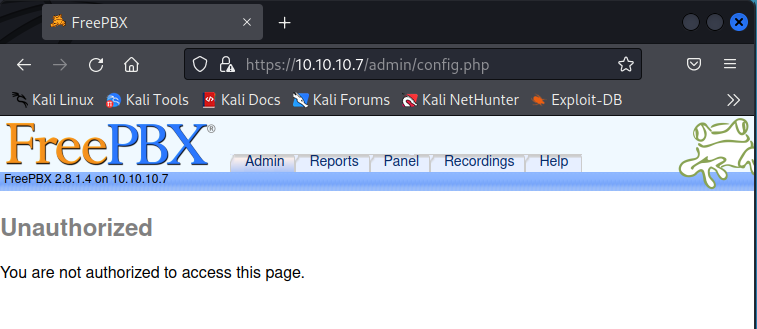 FreePBX
https://10.10.10.7/admin/config.php
Kali Linux Kali Tools Kali Docs Kali Forums Kali NetHunter Exploit-DB
FreePBX®
Admin Reports Panel Recordings Help
FreePBX 2.8.1.4 on 10.10.10.7
Unauthorized
You are not authorized to access this page.